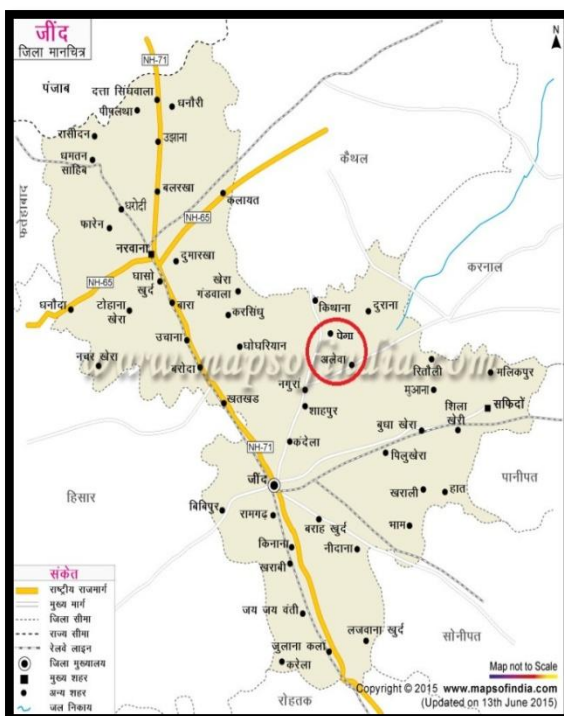 जींद
जिला मानचित्र
N
NH-71
पंजाब
दत्ता सिंघवाला
धनौरी
पीपलथा
रासीदन
उझाना
धमतन
साहिब
कैथल
बलरखा
कलायत
फतेहाबाद
धरोदी
NH-65
फारेन
करनाल
नरवाना
दुमारखा
NH-65
घासो
खुर्द
खेरा
गंडवाला
धनौदा
टोहाना
खेरा
बारा
करसिंधु
किथाना
दुराना
पेगा
उचाना
घोघरियान
अलेवा
www.mapsofindia.com
नचर खेरा
बरोदा
रितौली
मलिकपुर
नगुरा
मुआना
खतखड
शाहपुर
शिला
खेरी
सफिदों
बुधा खेरा
NH-71
कंदेला
पिलुखेरा
पानीपत
जींद
हिसार
खराली
हात
बिबिपुर
रामगढ़
बराह खुर्द
भाम
किनाना
नीदाना
खराबी
संकेत
राष्ट्रीय राजमार्ग
मुख्य मार्ग
जिला सीमा
राज्य सीमा
रेलवे लाइन
जिला मुख्यालय
मुख्य शहर
अन्य शहर
जल निकाय
जय जय वंती
लजवाना खुर्द
सोनीपत
जुलाना कलाँ
करेला
रोहतक
Map not to Scale
Copyright © 2015 www.mapsofindia.com
(Updated on 13th June 2015)